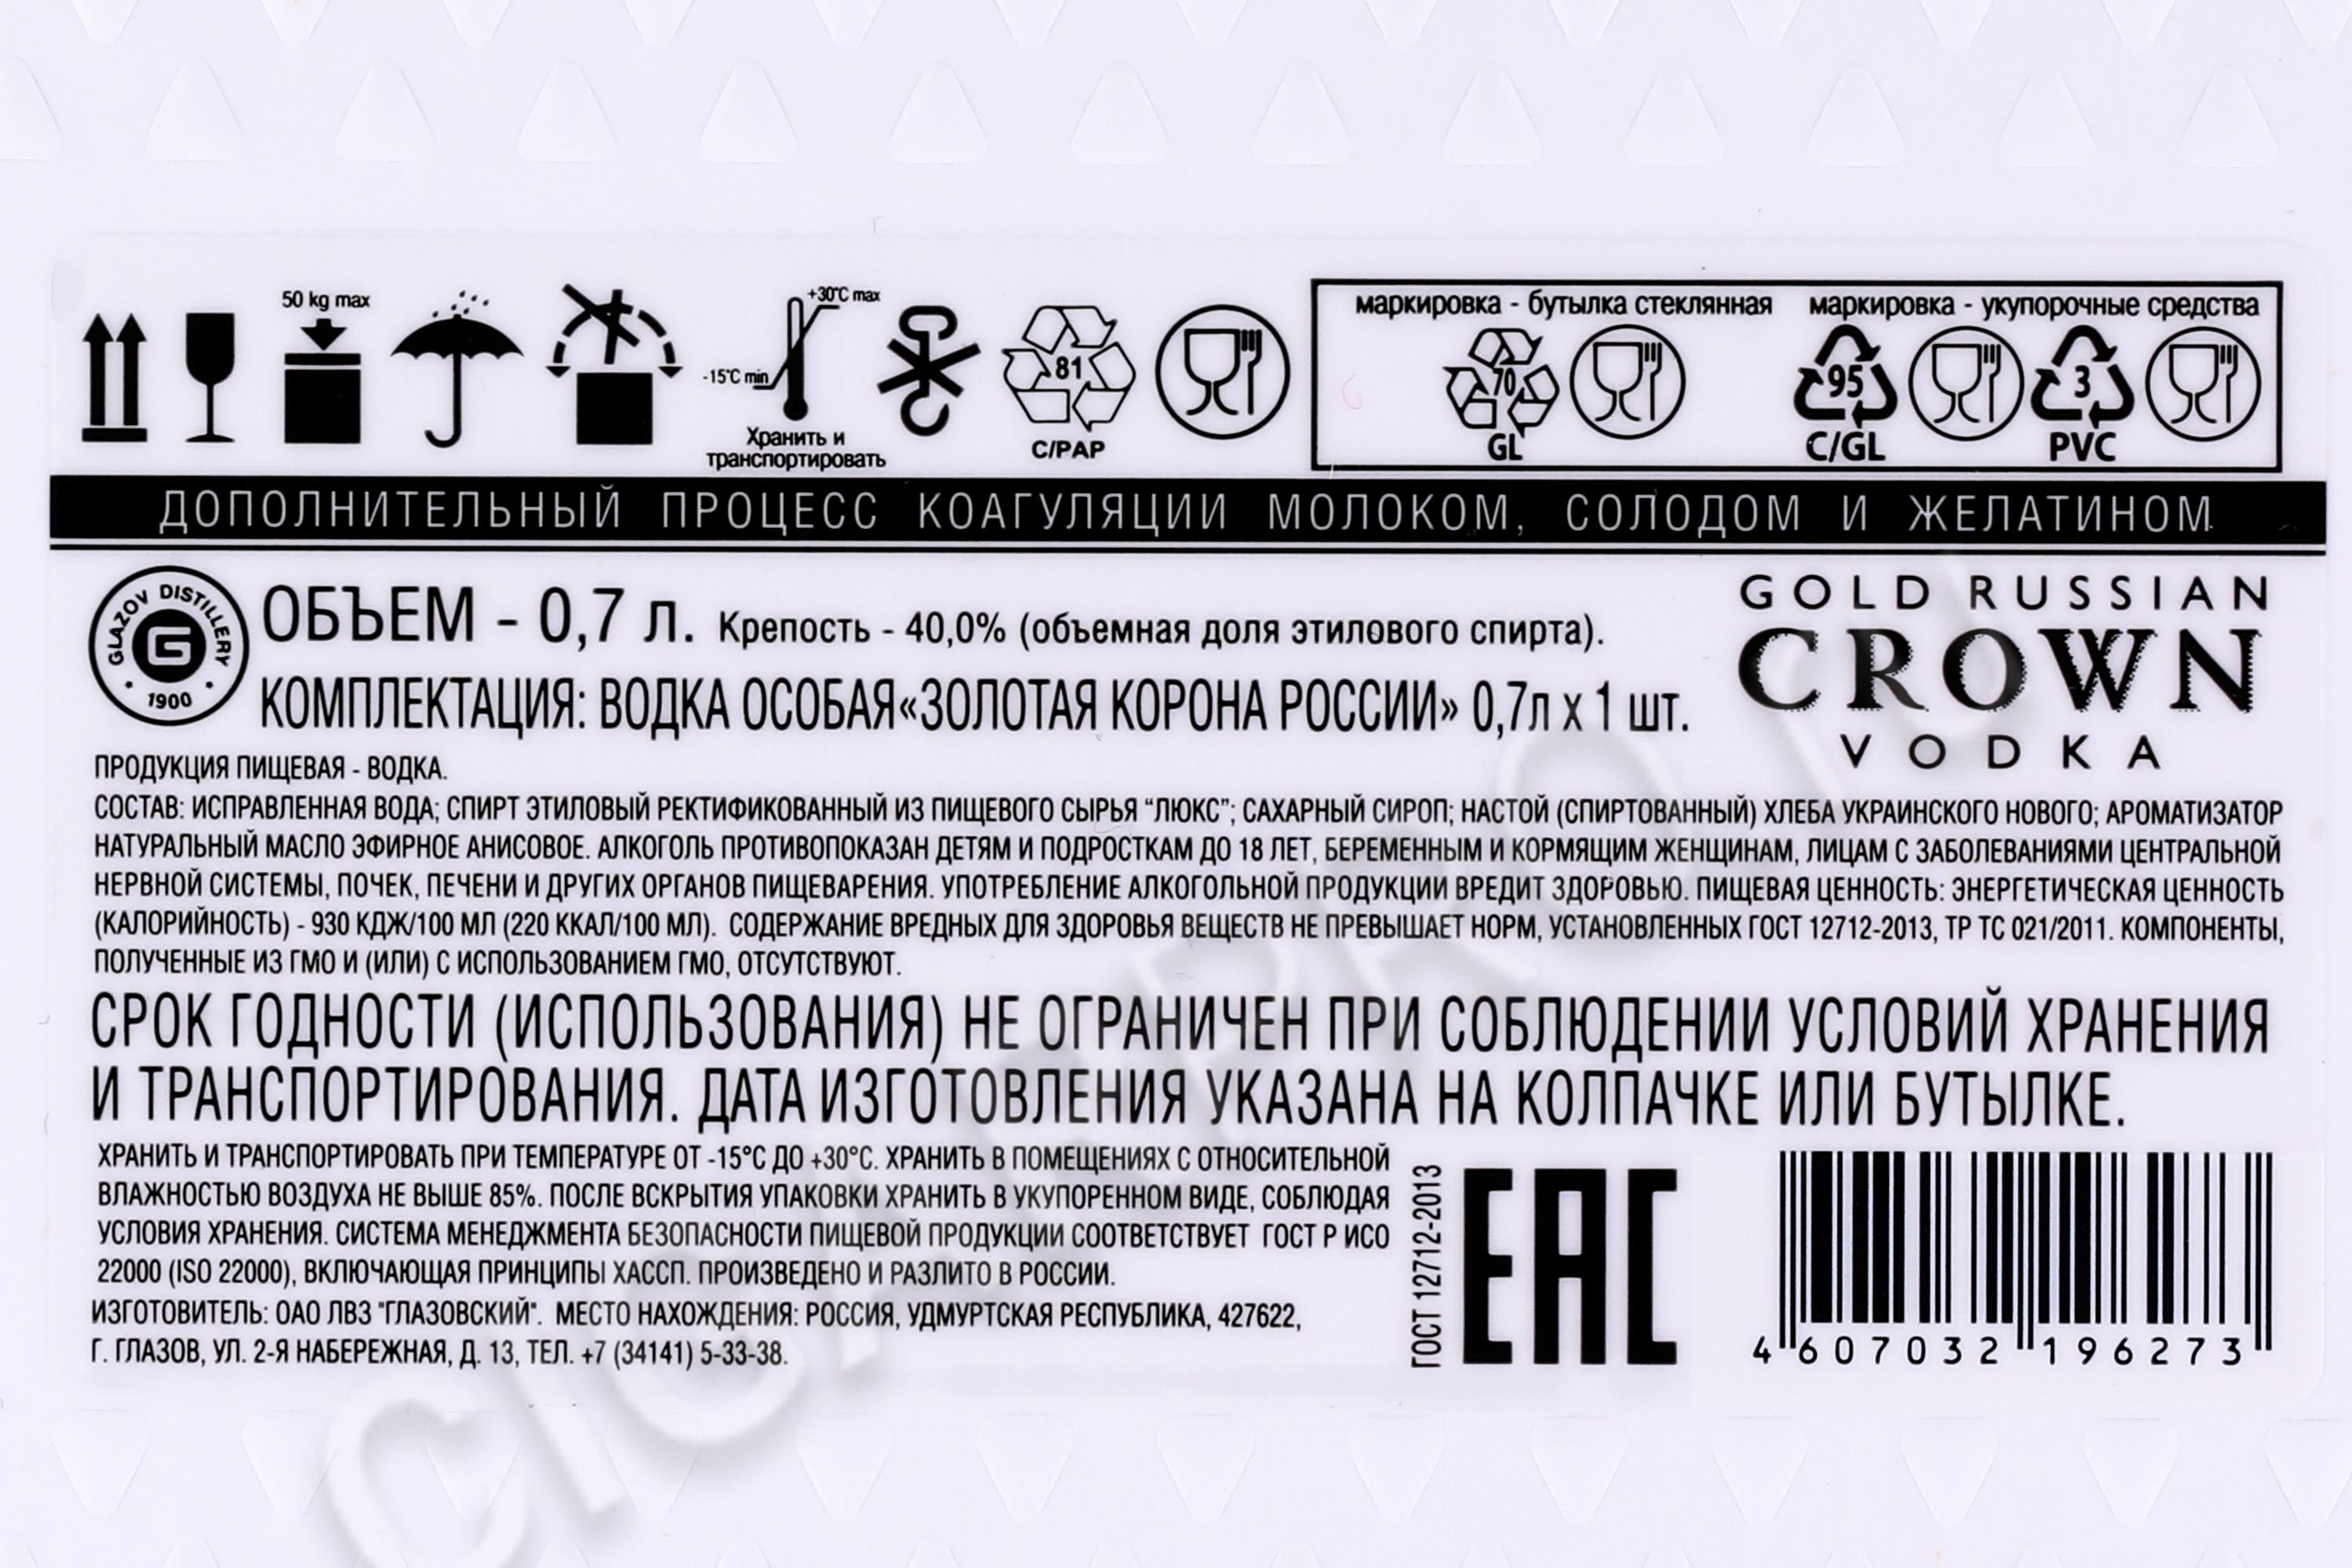 50 kg max
+30°C max
-15°C min
Хранить и
транспортировать
81
C/PAP
маркировка - бутылка стеклянная
маркировка - укупорочные средства
70
GL
95
C/GL
3
PVC
ДОПОЛНИТЕЛЬНЫЙ ПРОЦЕСС КОАГУЛЯЦИИ МОЛОКОМ, СОЛОДОМ И ЖЕЛАТИНОМ
GLAZOV DISTILLERY
G
1900
ОБЪЕМ - 0,7 л. Крепость - 40,0% (объемная доля этилового спирта).
КОМПЛЕКТАЦИЯ: ВОДКА ОСОБАЯ«ЗОЛОТАЯ КОРОНА РОССИИ» 0,7л х 1 шт.
GOLD RUSSIAN
CROWN
VODKA
ПРОДУКЦИЯ ПИЩЕВАЯ - ВОДКА.
СОСТАВ: ИСПРАВЛЕННАЯ ВОДА; СПИРТ ЭТИЛОВЫЙ РЕКТИФИКОВАННЫЙ ИЗ ПИЩЕВОГО СЫРЬЯ “ЛЮКС”; САХАРНЫЙ СИРОП; НАСТОЙ (СПИРТОВАННЫЙ) ХЛЕБА УКРАИНСКОГО НОВОГО; АРОМАТИЗАТОР
НАТУРАЛЬНЫЙ МАСЛО ЭФИРНОЕ АНИСОВОЕ. АЛКОГОЛЬ ПРОТИВОПОКАЗАН ДЕТЯМ И ПОДРОСТКАМ ДО 18 ЛЕТ, БЕРЕМЕННЫМ И КОРМЯЩИМ ЖЕНЩИНАМ, ЛИЦАМ С ЗАБОЛЕВАНИЯМИ ЦЕНТРАЛЬНОЙ
НЕРВНОЙ СИСТЕМЫ, ПОЧЕК, ПЕЧЕНИ И ДРУГИХ ОРГАНОВ ПИЩЕВАРЕНИЯ. УПОТРЕБЛЕНИЕ АЛКОГОЛЬНОЙ ПРОДУКЦИИ ВРЕДИТ ЗДОРОВЬЮ. ПИЩЕВАЯ ЦЕННОСТЬ: ЭНЕРГЕТИЧЕСКАЯ ЦЕННОСТЬ
(КАЛОРИЙНОСТЬ) - 930 КДЖ/100 МЛ (220 ККАЛ/100 МЛ). СОДЕРЖАНИЕ ВРЕДНЫХ ДЛЯ ЗДОРОВЬЯ ВЕЩЕСТВ НЕ ПРЕВЫШАЕТ НОРМ, УСТАНОВЛЕННЫХ ГОСТ 12712-2013, ТР ТС 021/2011. КОМПОНЕНТЫ,
ПОЛУЧЕННЫЕ ИЗ ГМО И (ИЛИ) С ИСПОЛЬЗОВАНИЕМ ГМО, ОТСУТСТВУЮТ.
СРОК ГОДНОСТИ (ИСПОЛЬЗОВАНИЯ) НЕ ОГРАНИЧЕН ПРИ СОБЛЮДЕНИИ УСЛОВИЙ ХРАНЕНИЯ
И ТРАНСПОРТИРОВАНИЯ. ДАТА ИЗГОТОВЛЕНИЯ УКАЗАНА НА КОЛПАЧКЕ ИЛИ БУТЫЛКЕ.
ХРАНИТЬ И ТРАНСПОРТИРОВАТЬ ПРИ ТЕМПЕРАТУРЕ ОТ -15°С ДО +30°С. ХРАНИТЬ В ПОМЕЩЕНИЯХ С ОТНОСИТЕЛЬНОЙ
ВЛАЖНОСТЬЮ ВОЗДУХА НЕ ВЫШЕ 85%. ПОСЛЕ ВСКРЫТИЯ УПАКОВКИ ХРАНИТЬ В УКУПОРЕННОМ ВИДЕ, СОБЛЮДАЯ
УСЛОВИЯ ХРАНЕНИЯ. СИСТЕМА МЕНЕДЖМЕНТА БЕЗОПАСНОСТИ ПИЩЕВОЙ ПРОДУКЦИИ СООТВЕТСТВУЕТ ГОСТ Р ИСО
22000 (ISO 22000), ВКЛЮЧАЮЩАЯ ПРИНЦИПЫ ХАССП. ПРОИЗВЕДЕНО И РАЗЛИТО В РОССИИ.
ИЗГОТОВИТЕЛЬ: ОАО ЛВЗ "ГЛАЗОВСКИЙ". МЕСТО НАХОЖДЕНИЯ: РОССИЯ, УДМУРТСКАЯ РЕСПУБЛИКА, 427622,
Г. ГЛАЗОВ, УЛ. 2-Я НАБЕРЕЖНАЯ, Д. 13, ТЕЛ. +7 (34141) 5-33-38.
ГОСТ 12712-2013
EAC
4 607032 196273